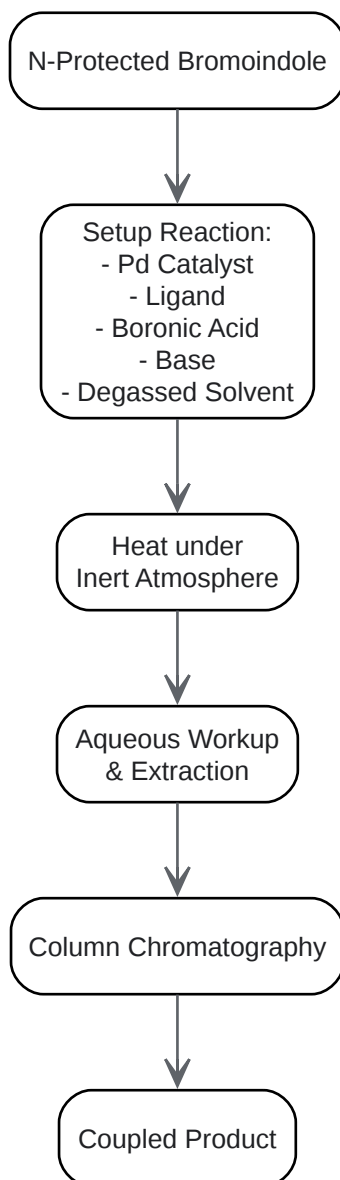 N-Protected Bromoindole
Setup Reaction:
- Pd Catalyst
- Ligand
- Boronic Acid
- Base
- Degassed Solvent
Heat under
Inert Atmosphere
Aqueous Workup
& Extraction
Column Chromatography
Coupled Product